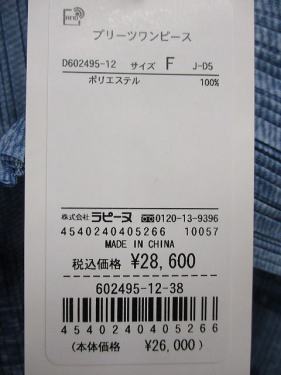 RFID
プリーツワンピース
D602495-12 サイズ F J-D5
ポリエステル 100%
株式会社 ラピーヌ 0120-13-9396
4540240405266 10057
MADE IN CHINA
税込価格 ¥28,600
602495-12-38
4540240405266
(本体価格 ¥26,000)